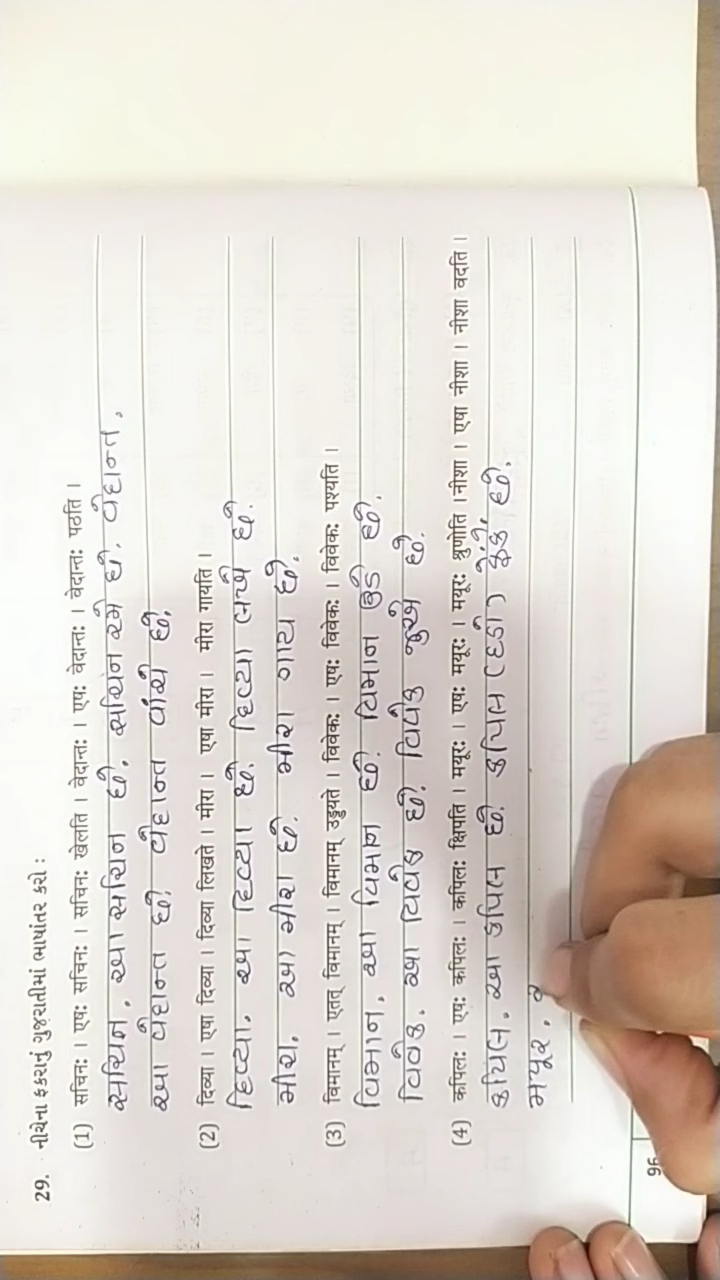 29. નીચેના ફકરાનું ગુજરાતીમાં ભાષાંતર કરો :
(1) सचिनः । एषः सचिनः । सचिनः खेलति । वेदान्तः । एषः वेदान्तः । वेदान्तः पठति ।
સચિન, આ સચિન છે. સચિન રમે છે. વેદાન્ત,
આ વેદાન્ત છે. વેદાન્ત વાંચે છે.
(2) दिव्या । एषा दिव्या । दिव्या लिखते । मीरा । एषा मीरा । मीरा गायति ।
દિવ્યા. આ દિવ્યા છે. દિવ્યા લખે છે.
મીરા. આ મીરા છે. મીરા ગાય છે.
(3) विमानम् । एतत् विमानम् । विमानम् उड्डयते । विवेकः । एषः विवेकः । विवेकः पश्यति ।
વિમાન, આ વિમાન છે. વિમાન ઉડે છે.
વિવેક. આ વિવેક છે. વિવેક જુએ છે.
(4) कपिलः । एषः कपिलः । कपिलः क्षिपति । मयूरः । एषः मयूरः । मयूरः श्रुणोति ।नीशा । एषा नीशा । नीशा वदति ।
કપિલ. આ કપિલ છે. કપિલ (દડો) ફેંકે છે.
મયૂર.
96